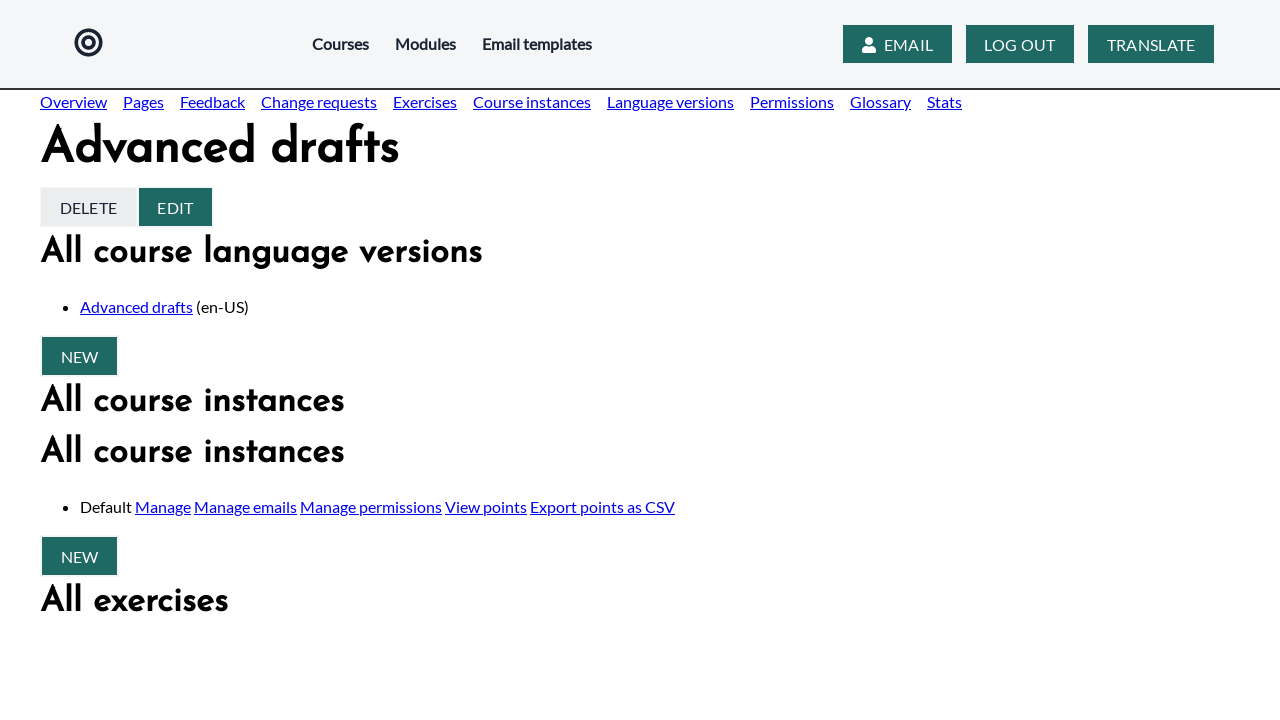 Courses Modules Email templates EMAIL LOG OUT TRANSLATE
Overview Pages Feedback Change requests Exercises Course instances Language versions Permissions Glossary Stats
Advanced drafts
DELETE EDIT
All course language versions
Advanced drafts (en-US)
NEW
All course instances
All course instances
Default Manage Manage emails Manage permissions View points Export points as CSV
NEW
All exercises